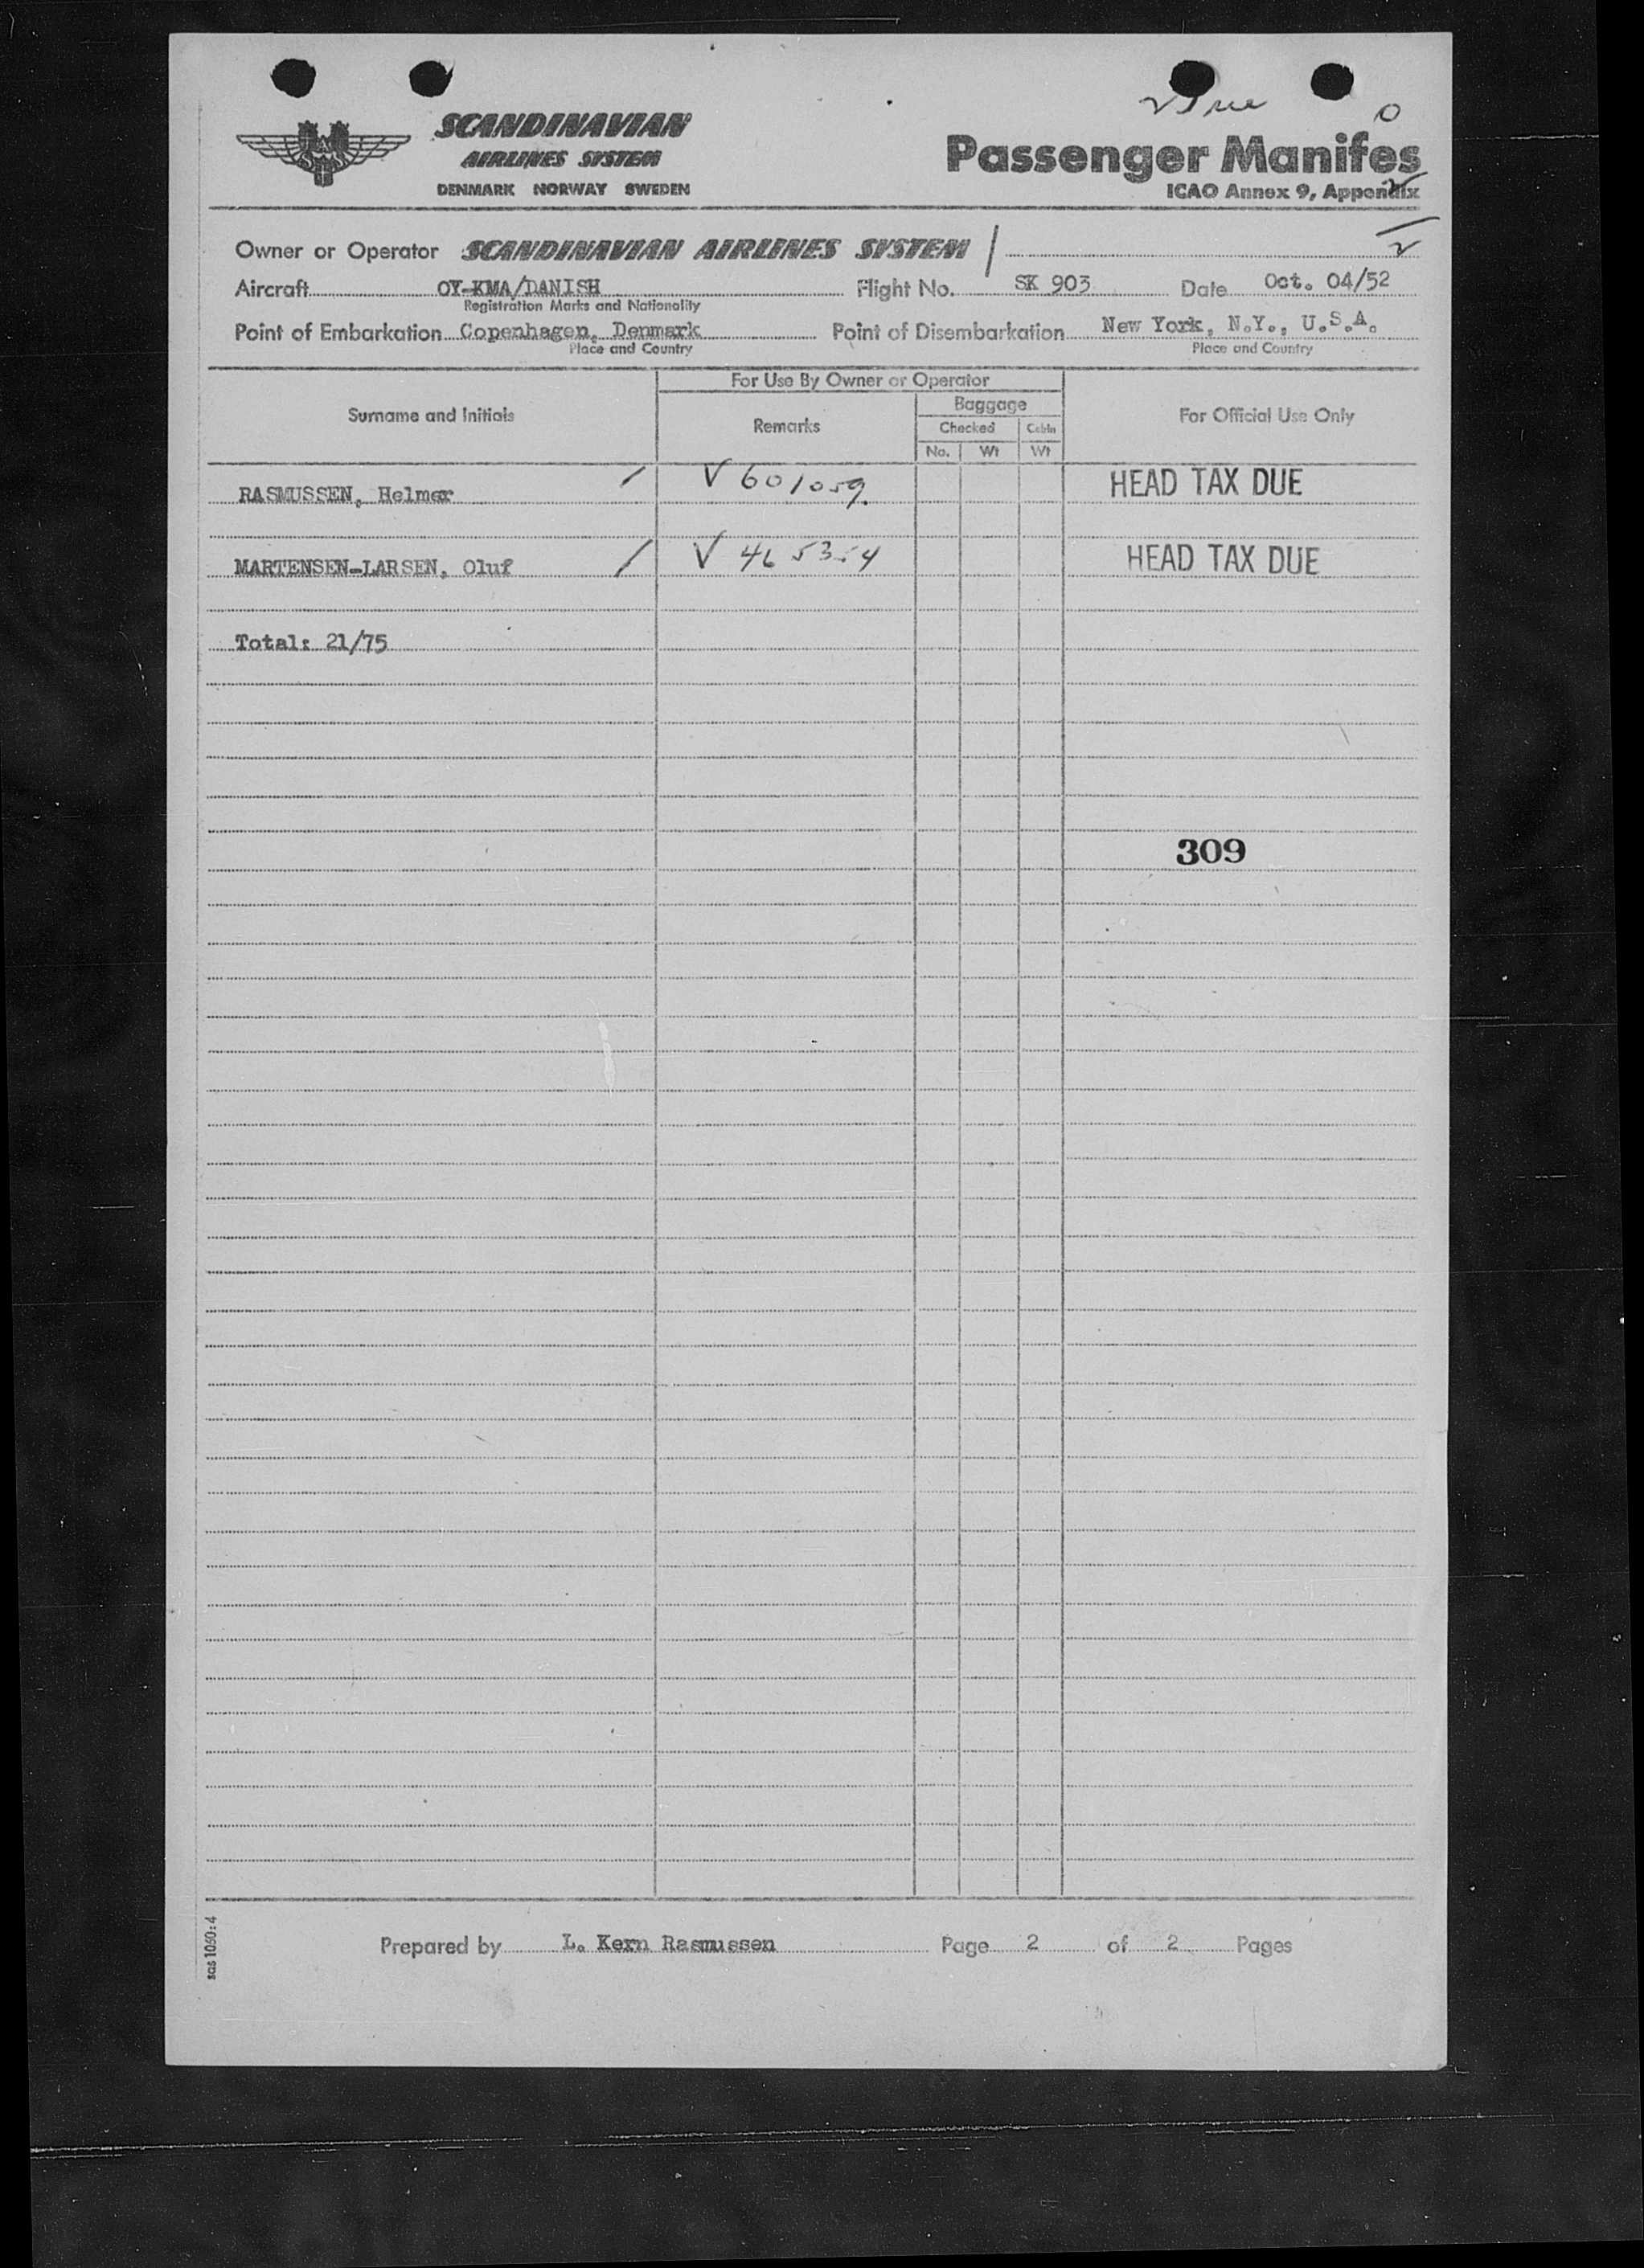 SCANDINAVIAN
AIRLINES SYSTEM
DENMARK NORWAY SWEDEN
Passenger Manifes
ICAO Annex 9, Appendix
2
Owner or Operator SCANDINAVIAN AIRLINES SYSTEM /
Aircraft OY-KMA/DANISH Flight No. SK 903 Date Oct. 04/52
Registration Marks and Nationality
Point of Embarkation Copenhagen, Denmark Point of Disembarkation New York, N.Y., U.S.A.
Place and Country Place and Country
For Use By Owner or Operator
Surname and Initials Remarks Baggage For Official Use Only
Checked Cabin
No. Wt Wt
RASMUSSEN, Helmer / V 601059 HEAD TAX DUE
MARTENSEN-LARSEN, Oluf / V 465354 HEAD TAX DUE
Total: 21/75
309
Prepared by L. Kern Rasmussen Page 2 of 2 Pages
sas 1060:4